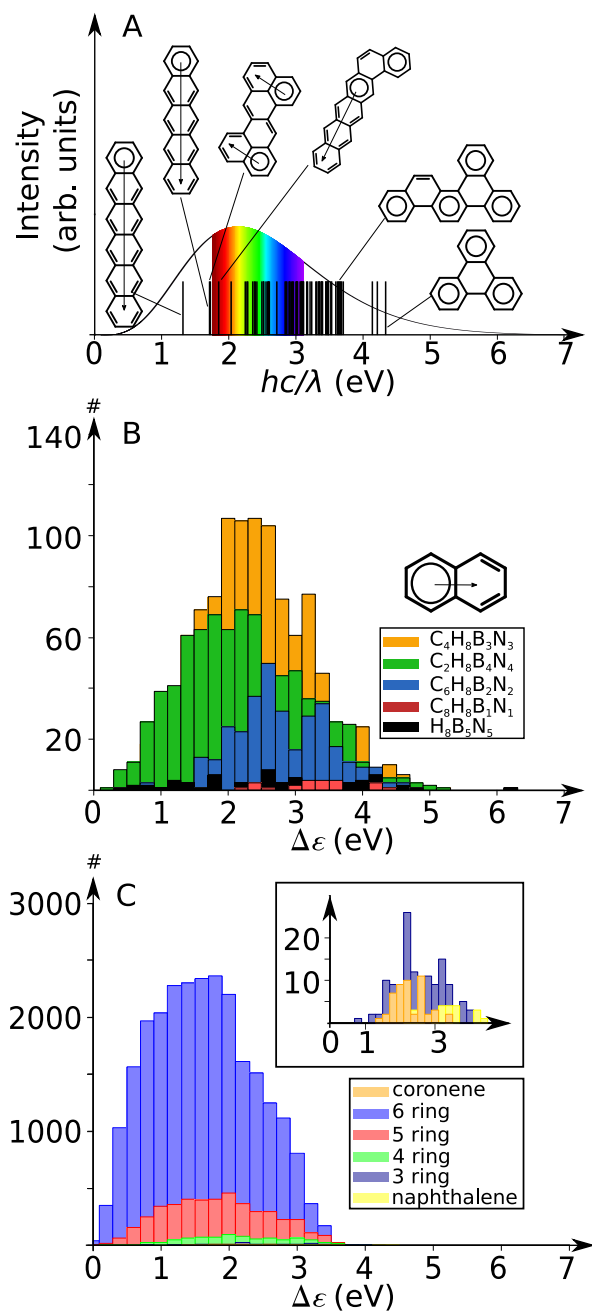 A
Intensity
(arb. units)
0 1 2 3 4 5 6 7
hc/λ (eV)
#
B
140
100
60
20
C₄H₈B₃N₃
C₂H₈B₄N₄
C₆H₈B₂N₂
C₈H₈B₁N₁
H₈B₅N₅
0 1 2 3 4 5 6 7
Δε (eV)
#
C
3000
2000
1000
20
10
0 1 3
coronene
6 ring
5 ring
4 ring
3 ring
naphthalene
0 1 2 3 4 5 6 7
Δε (eV)